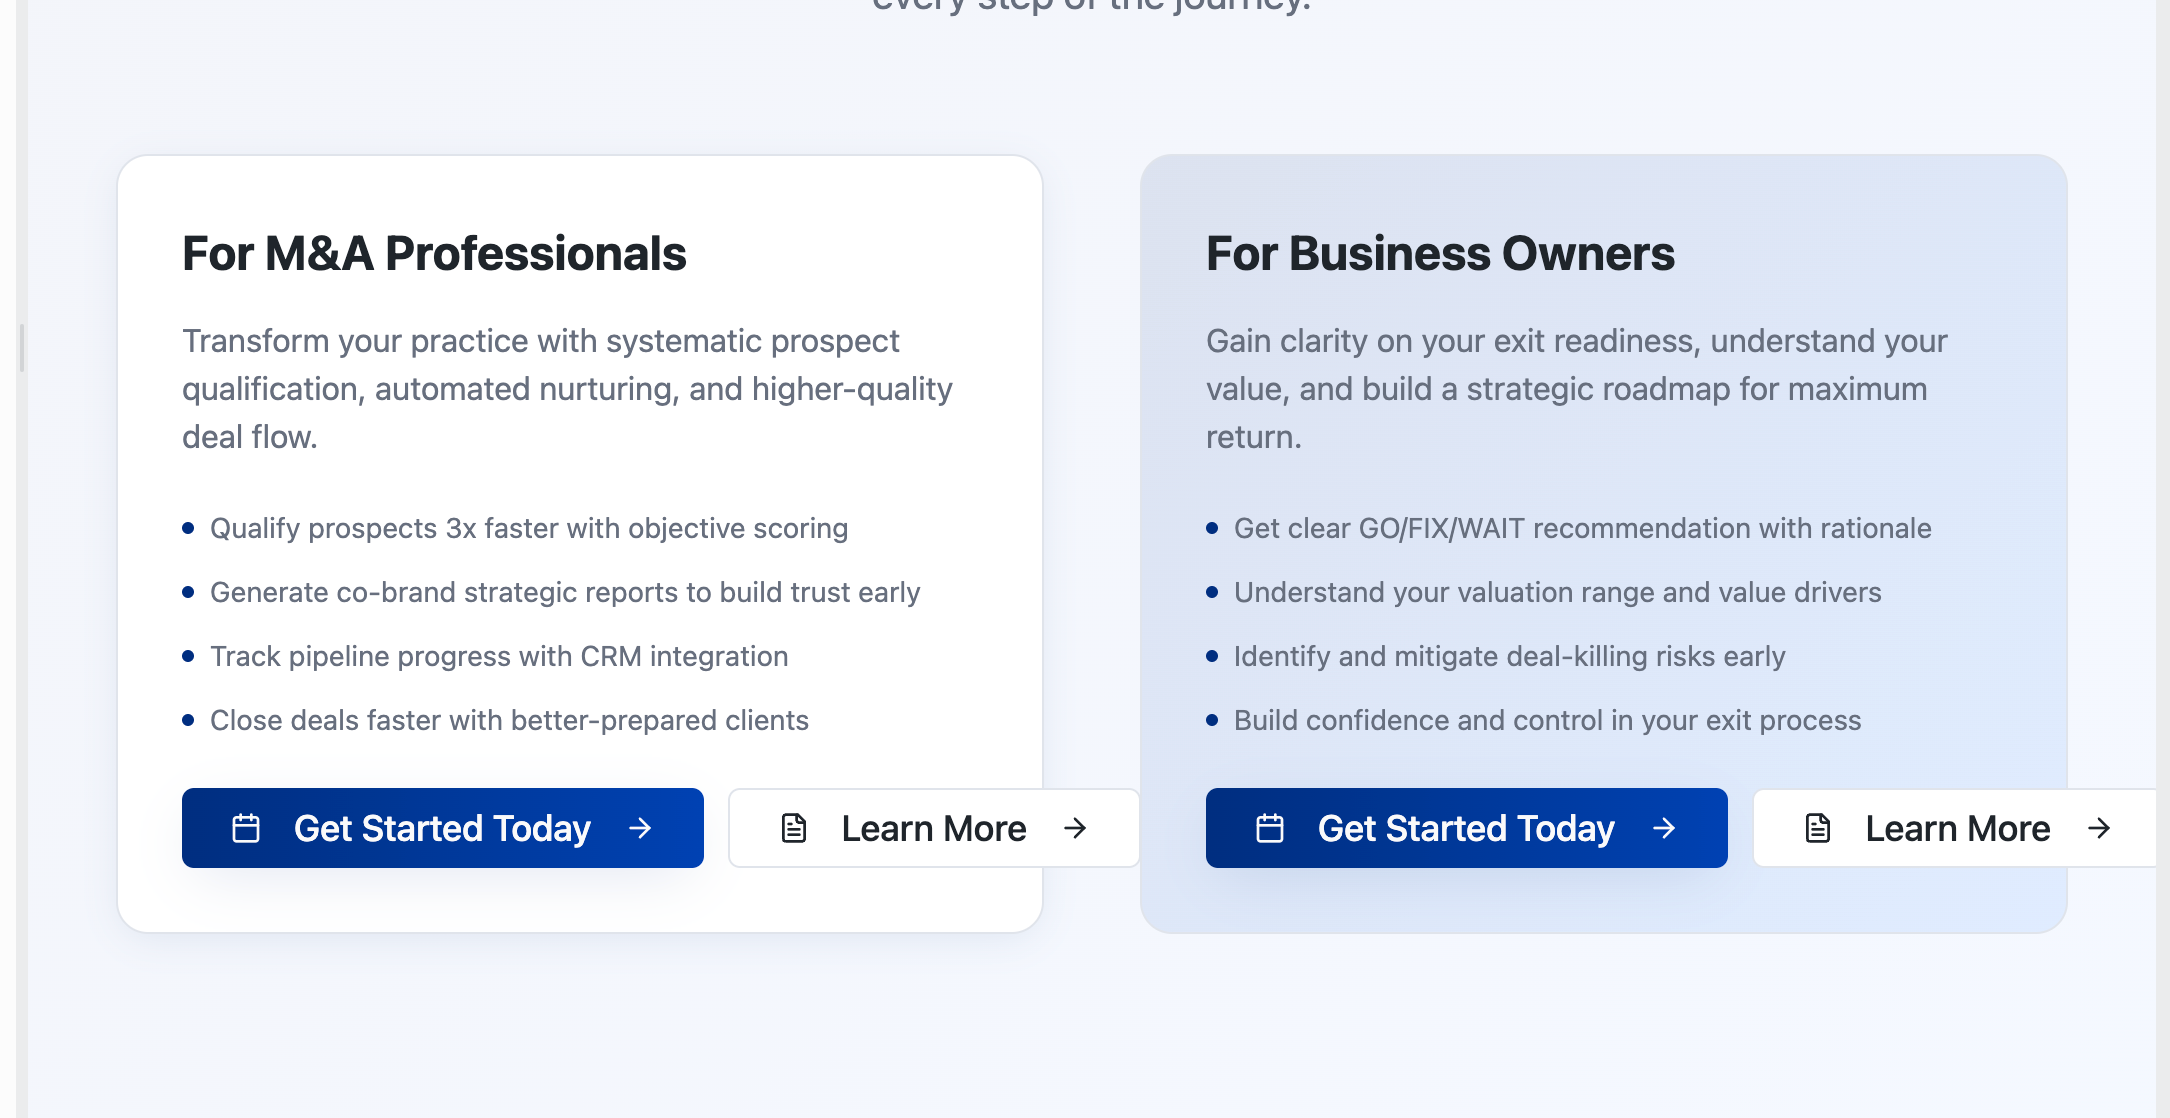 every step of the journey.
For M&A Professionals
Transform your practice with systematic prospect
qualification, automated nurturing, and higher-quality
deal flow.
Qualify prospects 3x faster with objective scoring
Generate co-brand strategic reports to build trust early
Track pipeline progress with CRM integration
Close deals faster with better-prepared clients
Get Started Today
Learn More
For Business Owners
Gain clarity on your exit readiness, understand your
value, and build a strategic roadmap for maximum
return.
Get clear GO/FIX/WAIT recommendation with rationale
Understand your valuation range and value drivers
Identify and mitigate deal-killing risks early
Build confidence and control in your exit process
Get Started Today
Learn More